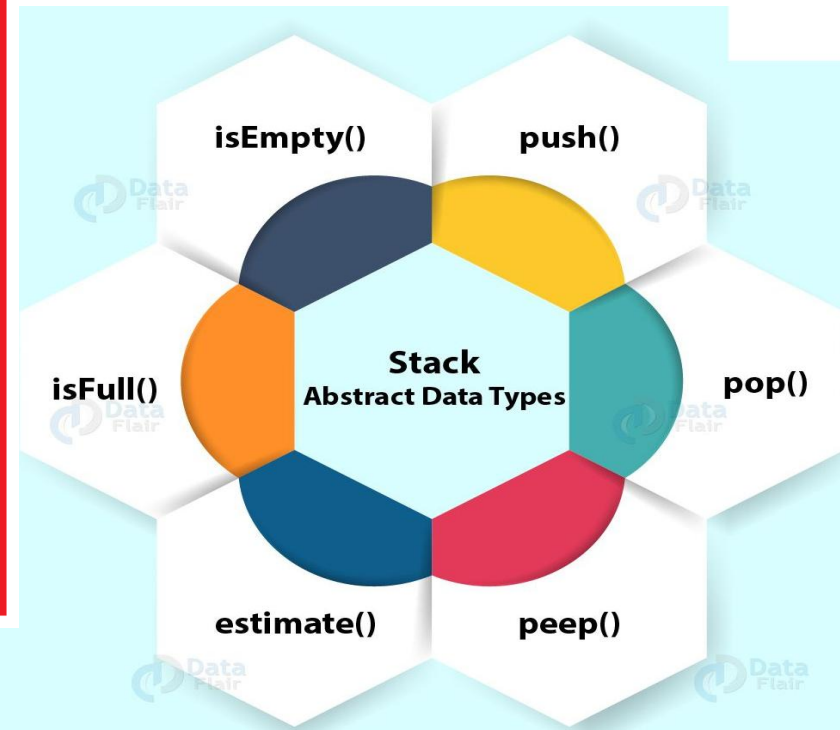 isEmpty()
push()
Data
Flair
Data
Flair
isFull()
Stack
Abstract Data Types
pop()
Data
Flair
Data
Flair
estimate()
peep()
Data
Flair
Data
Flair